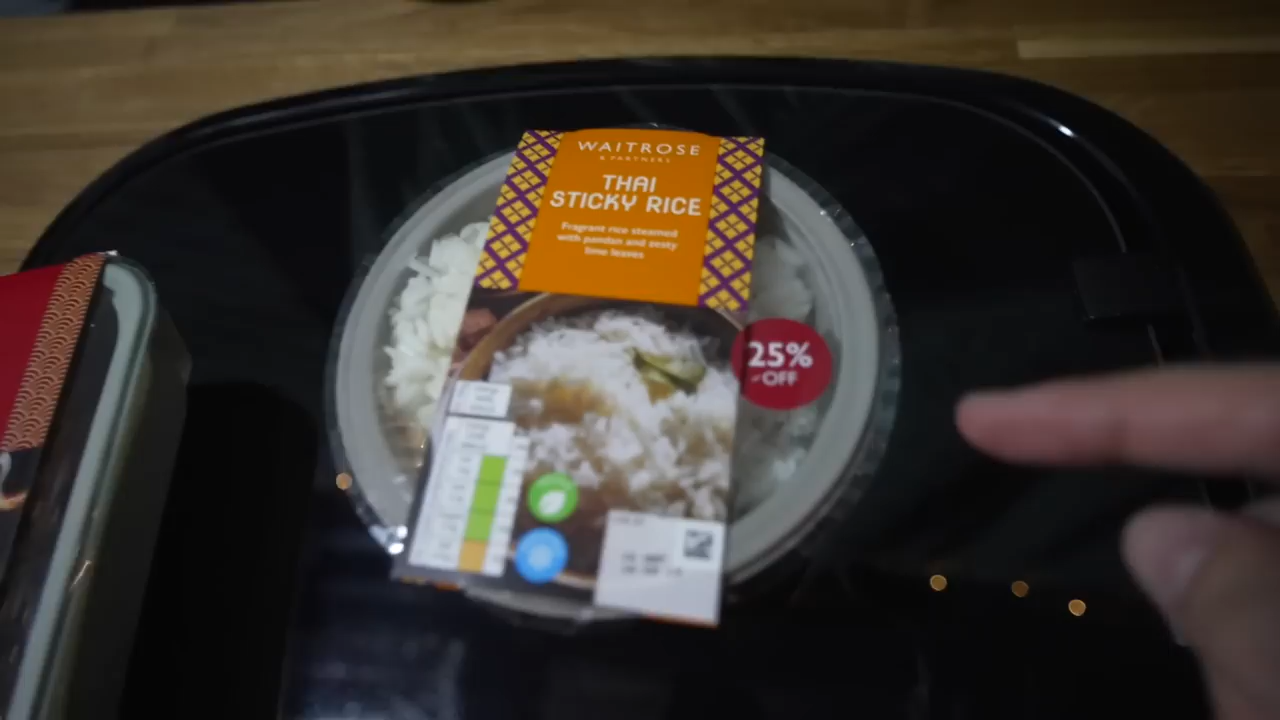 WAITROSE
& PARTNERS
THAI
STICKY RICE
Fragrant rice steamed
with pandan and zesty
lime leaves
25%
OFF